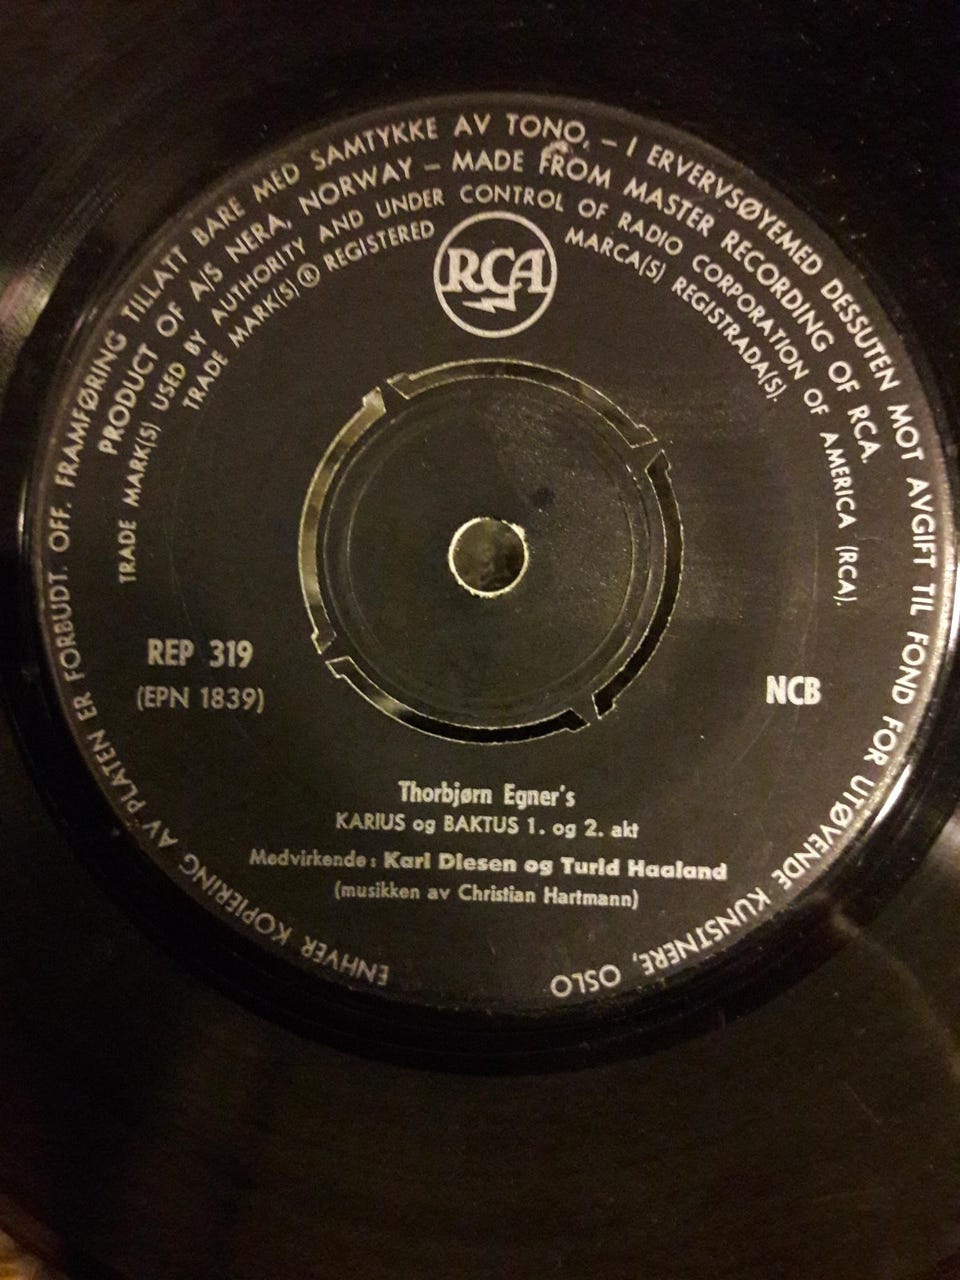 ENHVER KOPIERING AV PLATEN ER FORBUDT. OFF. FRAMFØRING TILLATT BARE MED SAMTYKKE AV TONO, – I ERVERVSØYEMED DESSUTEN MOT AVGIFT TIL FOND FOR UTØVENDE KUNSTNERE, OSLO
PRODUCT OF A/S NERA, NORWAY – MADE FROM MASTER RECORDING OF RCA.
TRADE MARK(S) USED BY AUTHORITY AND UNDER CONTROL OF RADIO CORPORATION OF AMERICA (RCA).
TRADE MARK(S) ® REGISTERED MARCA(S) REGISTRADA(S).
RCA
REP 319
(EPN 1839)
NCB
Thorbjørn Egner's
KARIUS og BAKTUS 1. og 2. akt
Medvirkende: Karl Diesen og Turid Haaland
(musikken av Christian Hartmann)